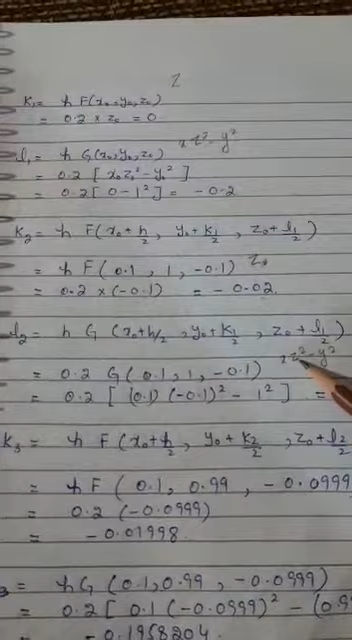 z
K₁ = h F(x₀, y₀, z₀)
= 0.2 × z₀ = 0
xz² - y²
l₁ = h G(x₀, y₀, z₀)
= 0.2 [x₀z₀² - y₀²]
= 0.2 [0 - 1²] = -0.2
K₂ = h F(x₀ + h/2, y₀ + k₁/2, z₀ + l₁/2)
= h F(0.1, 1, -0.1) z₀
= 0.2 × (-0.1) = -0.02
l₂ = h G(x₀ + h/2, y₀ + k₁/2, z₀ + l₁/2)
xz² - y²
= 0.2 G(0.1, 1, -0.1)
= 0.2 [(0.1)(-0.1)² - 1²] =
K₃ = h F(x₀ + h/2, y₀ + k₂/2, z₀ + l₂/2
= h F(0.1, 0.99, -0.0999
= 0.2 (-0.0999)
= -0.01998
3 = h G(0.1, 0.99, -0.0999)
= 0.2 [0.1 (-0.0999)² - (0.9
= -0.1958204